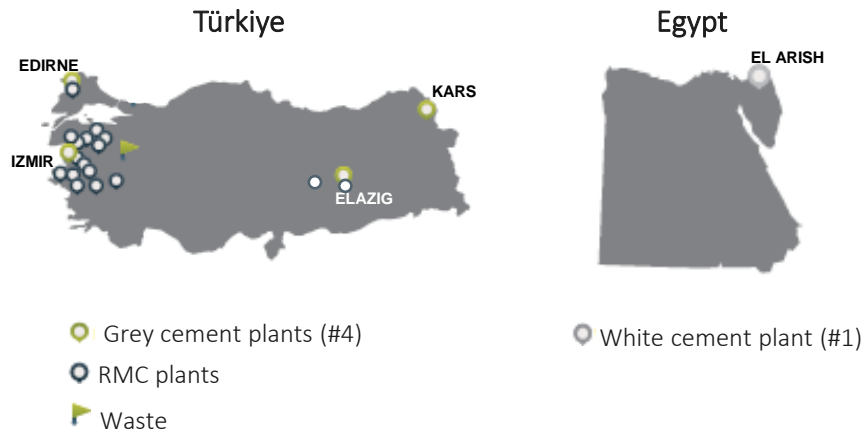 Türkiye
Egypt
EDIRNE
EL ARISH
KARS
IZMIR
ELAZIG
Grey cement plants (#4)
White cement plant (#1)
RMC plants
Waste